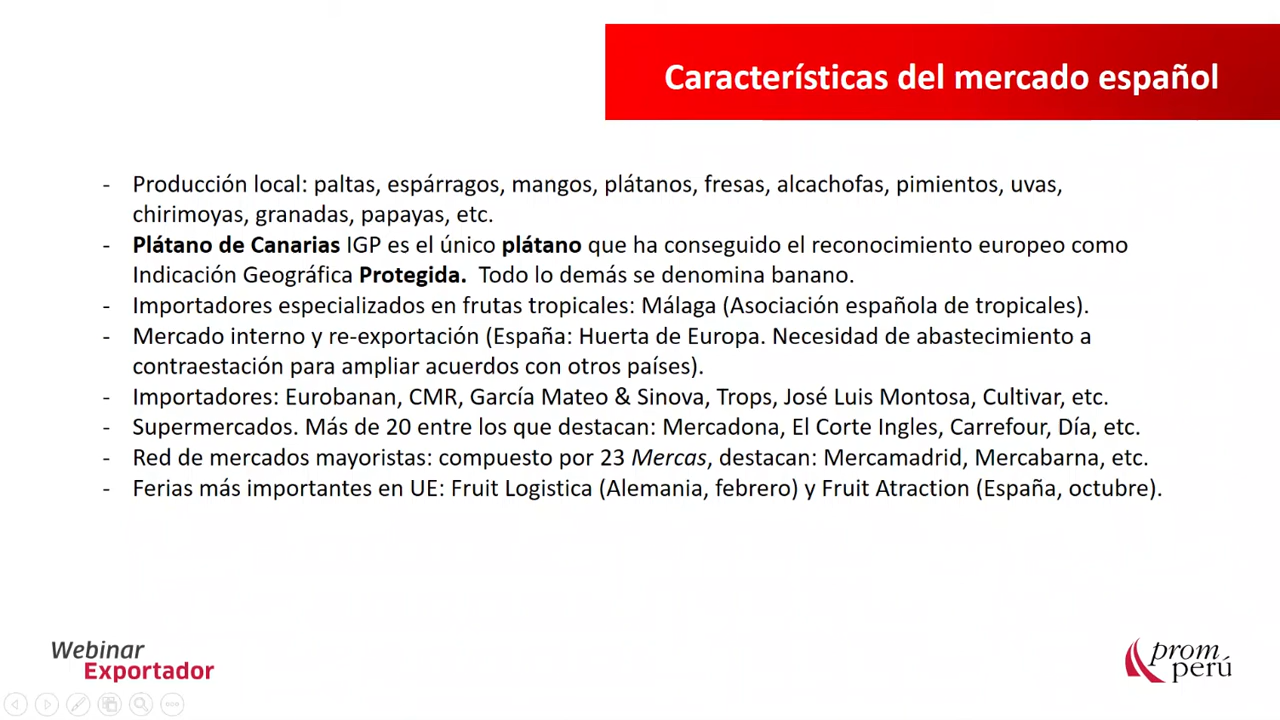 Características del mercado español
- Producción local: paltas, espárragos, mangos, plátanos, fresas, alcachofas, pimientos, uvas,
chirimoyas, granadas, papayas, etc.
- Plátano de Canarias IGP es el único plátano que ha conseguido el reconocimiento europeo como
Indicación Geográfica Protegida. Todo lo demás se denomina banano.
- Importadores especializados en frutas tropicales: Málaga (Asociación española de tropicales).
- Mercado interno y re-exportación (España: Huerta de Europa. Necesidad de abastecimiento a
contraestación para ampliar acuerdos con otros países).
- Importadores: Eurobanan, CMR, García Mateo & Sinova, Trops, José Luis Montosa, Cultivar, etc.
- Supermercados. Más de 20 entre los que destacan: Mercadona, El Corte Ingles, Carrefour, Día, etc.
- Red de mercados mayoristas: compuesto por 23 Mercas, destacan: Mercamadrid, Mercabarna, etc.
- Ferias más importantes en UE: Fruit Logistica (Alemania, febrero) y Fruit Atraction (España, octubre).
Webinar
Exportador
prom
perú